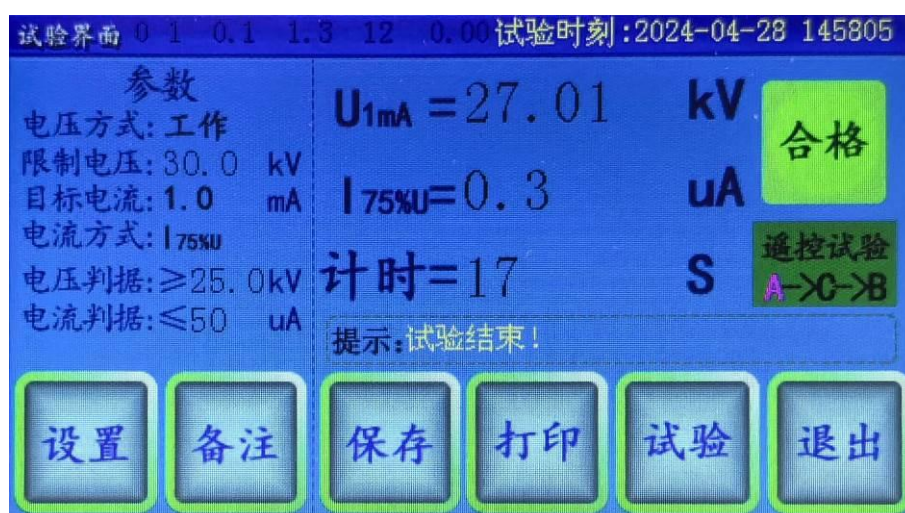 试验界面 0 1 0.1 1.3 12 0.00 试验时刻:2024-04-28 145805
参数
电压方式: 工作
限制电压: 30.0 kV
目标电流: 1.0 mA
电流方式: I75%U
电压判据: ≥25.0kV
电流判据: ≤50 uA
U1mA =27.01 kV
I75%U=0.3 uA
计时=17 S
合格
遥控试验
A->C->B
提示:试验结束!
设置 备注 保存 打印 试验 退出